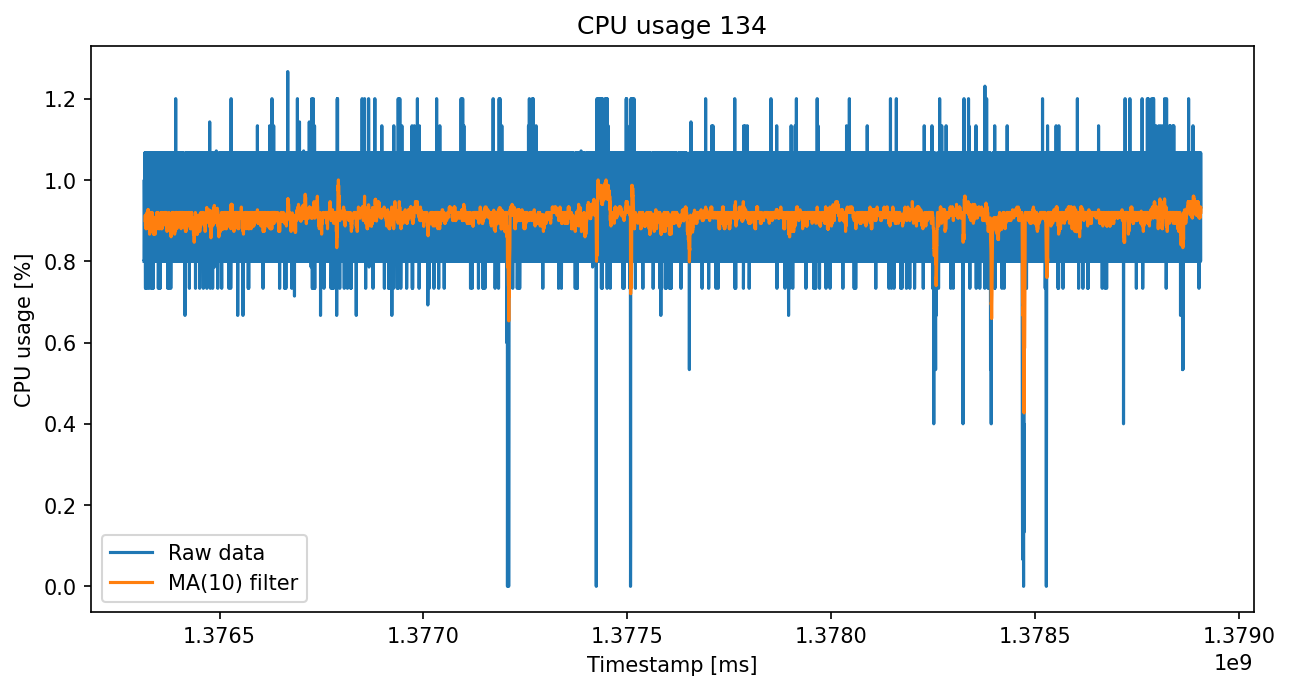 CPU usage 134
CPU usage [%]
1.2
1.0
0.8
0.6
0.4
0.2
0.0
Raw data
MA(10) filter
1.3765 1.3770 1.3775 1.3780 1.3785 1.3790
1e9
Timestamp [ms]